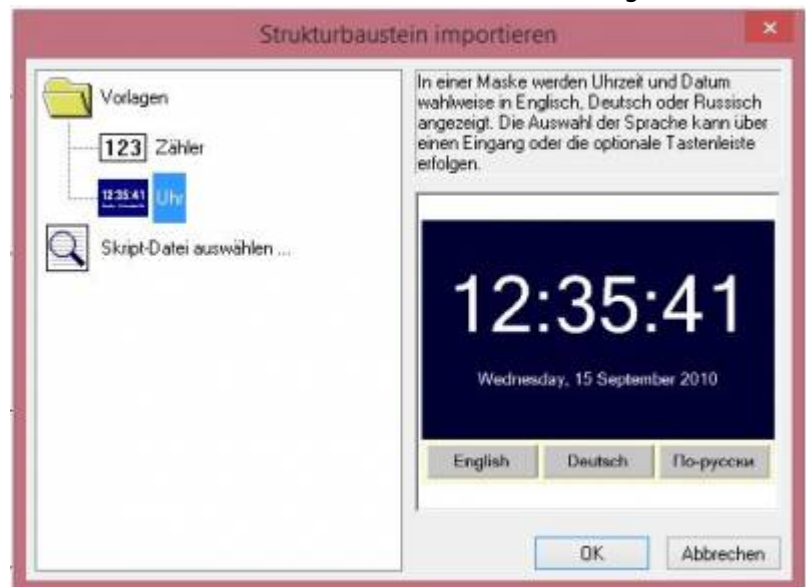 Strukturbaustein importieren
Vorlagen
123 Zähler
12:35:41 Uhr
Skript-Datei auswählen ...
In einer Maske werden Uhrzeit und Datum
wahlweise in Englisch, Deutsch oder Russisch
angezeigt. Die Auswahl der Sprache kann über
einen Eingang oder die optionale Tastenleiste
erfolgen.
12:35:41
Wednesday, 15 September 2010
English Deutsch По-русски
OK Abbrechen